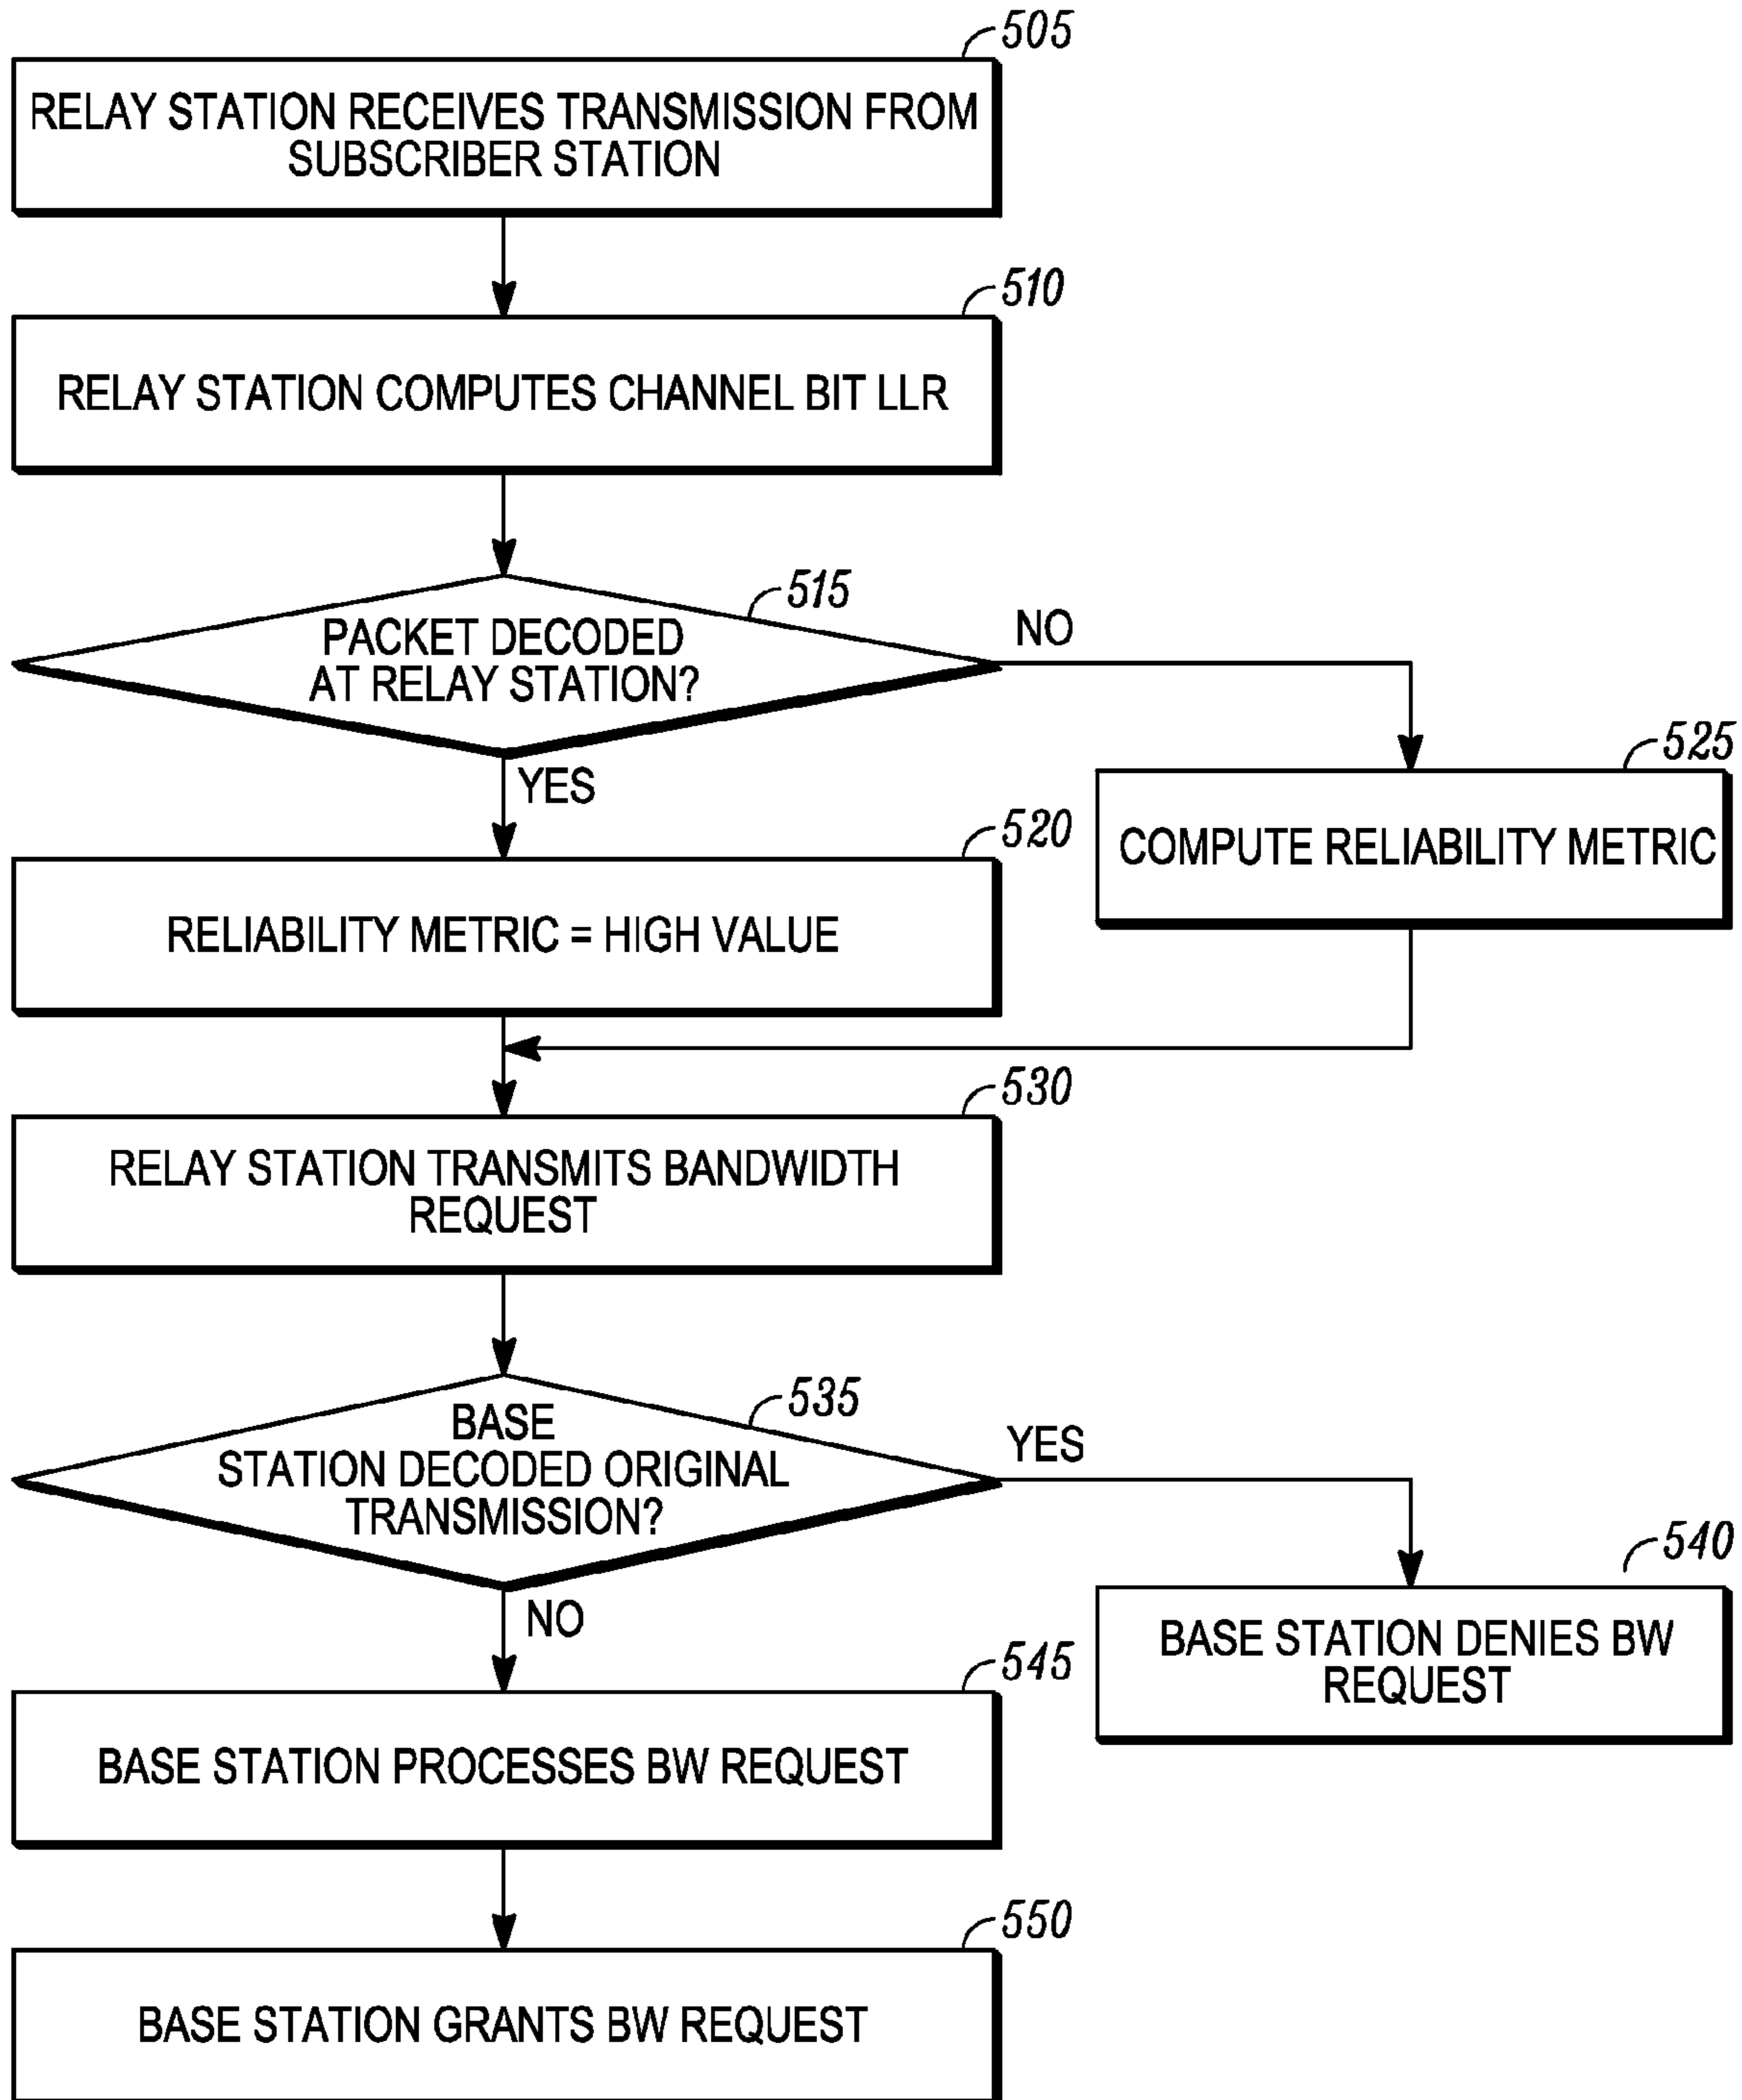 505
RELAY STATION RECEIVES TRANSMISSION FROM
SUBSCRIBER STATION
510
RELAY STATION COMPUTES CHANNEL BIT LLR
515
PACKET DECODED
AT RELAY STATION?
NO
YES
525
COMPUTE RELIABILITY METRIC
520
RELIABILITY METRIC = HIGH VALUE
530
RELAY STATION TRANSMITS BANDWIDTH
REQUEST
535
BASE
STATION DECODED ORIGINAL
TRANSMISSION?
YES
NO
540
BASE STATION DENIES BW
REQUEST
545
BASE STATION PROCESSES BW REQUEST
550
BASE STATION GRANTS BW REQUEST